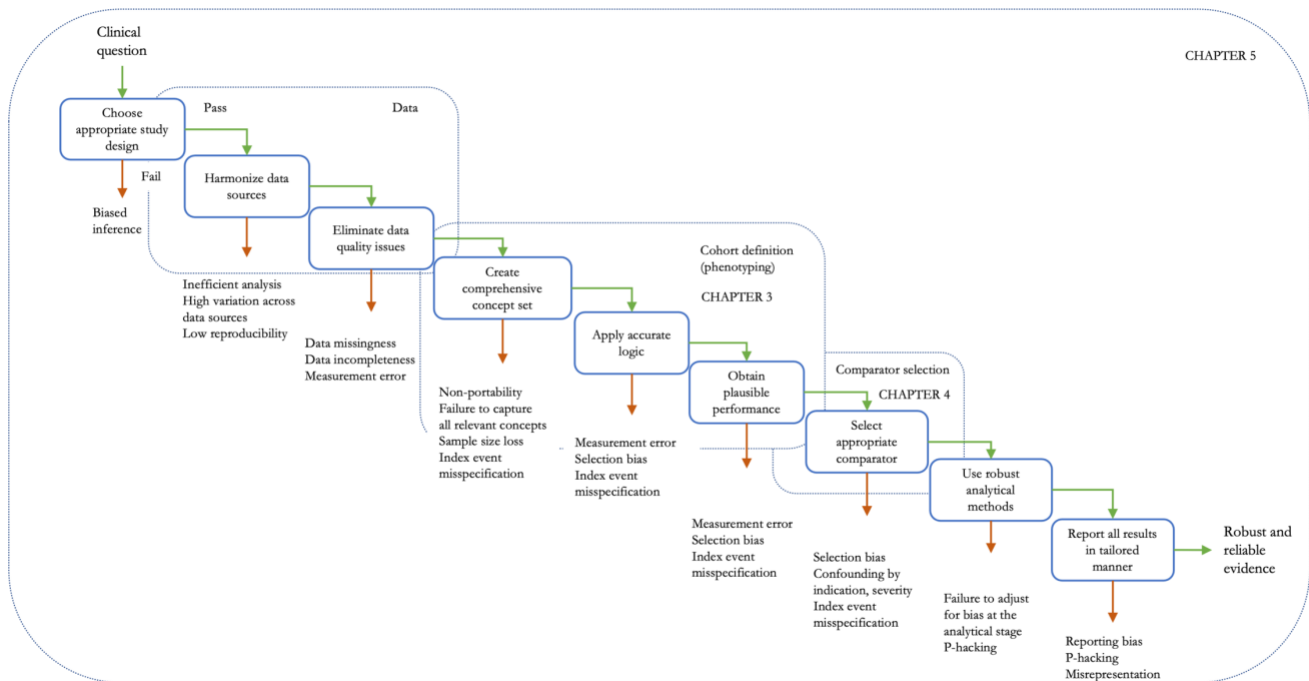 Clinical
question
CHAPTER 5
Choose
appropriate study
design
Pass
Data
Fail
Harmonize data
sources
Biased
inference
Eliminate data
quality issues
Inefficient analysis
High variation across
data sources
Low reproducibility
Cohort definition
(phenotyping)
CHAPTER 3
Create
comprehensive
concept set
Data missingness
Data incompleteness
Measurement error
Apply accurate
logic
Non-portability
Failure to capture
all relevant concepts
Sample size loss
Index event
misspecification
Obtain
plausible
performance
Measurement error
Selection bias
Index event
misspecification
Comparator selection
CHAPTER 4
Select
appropriate
comparator
Measurement error
Selection bias
Index event
misspecification
Use robust
analytical
methods
Selection bias
Confounding by
indication, severity
Index event
misspecification
Report all results
in tailored
manner
Failure to adjust
for bias at the
analytical stage
P-hacking
Robust and
reliable
evidence
Reporting bias
P-hacking
Misrepresentation